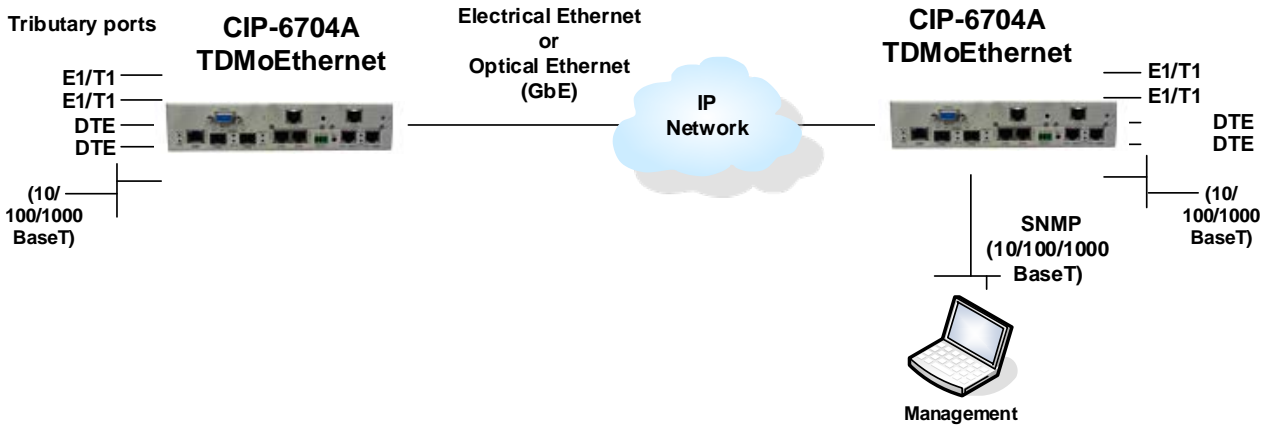 Tributary ports
CIP-6704A
TDMoEthernet
E1/T1
E1/T1
DTE
DTE
(10/
100/1000
BaseT)
Electrical Ethernet
or
Optical Ethernet
(GbE)
IP
Network
CIP-6704A
TDMoEthernet
E1/T1
E1/T1
DTE
DTE
(10/
100/1000
BaseT)
SNMP
(10/100/1000
BaseT)
Management